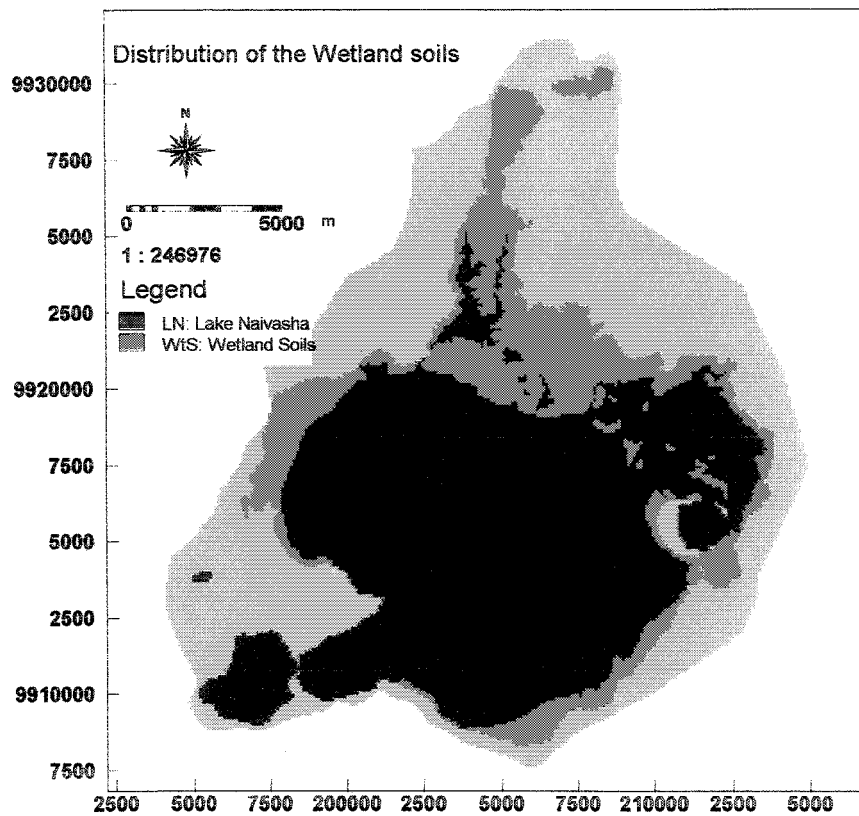 Distribution of the Wetland soils
9930000
N
7500
0 5000 m
5000
1 : 246976
Legend
2500
LN: Lake Naivasha
WtS: Wetland Soils
9920000
7500
5000
2500
9910000
7500
2500 5000 7500 200000 2500 5000 7500 210000 2500 5000